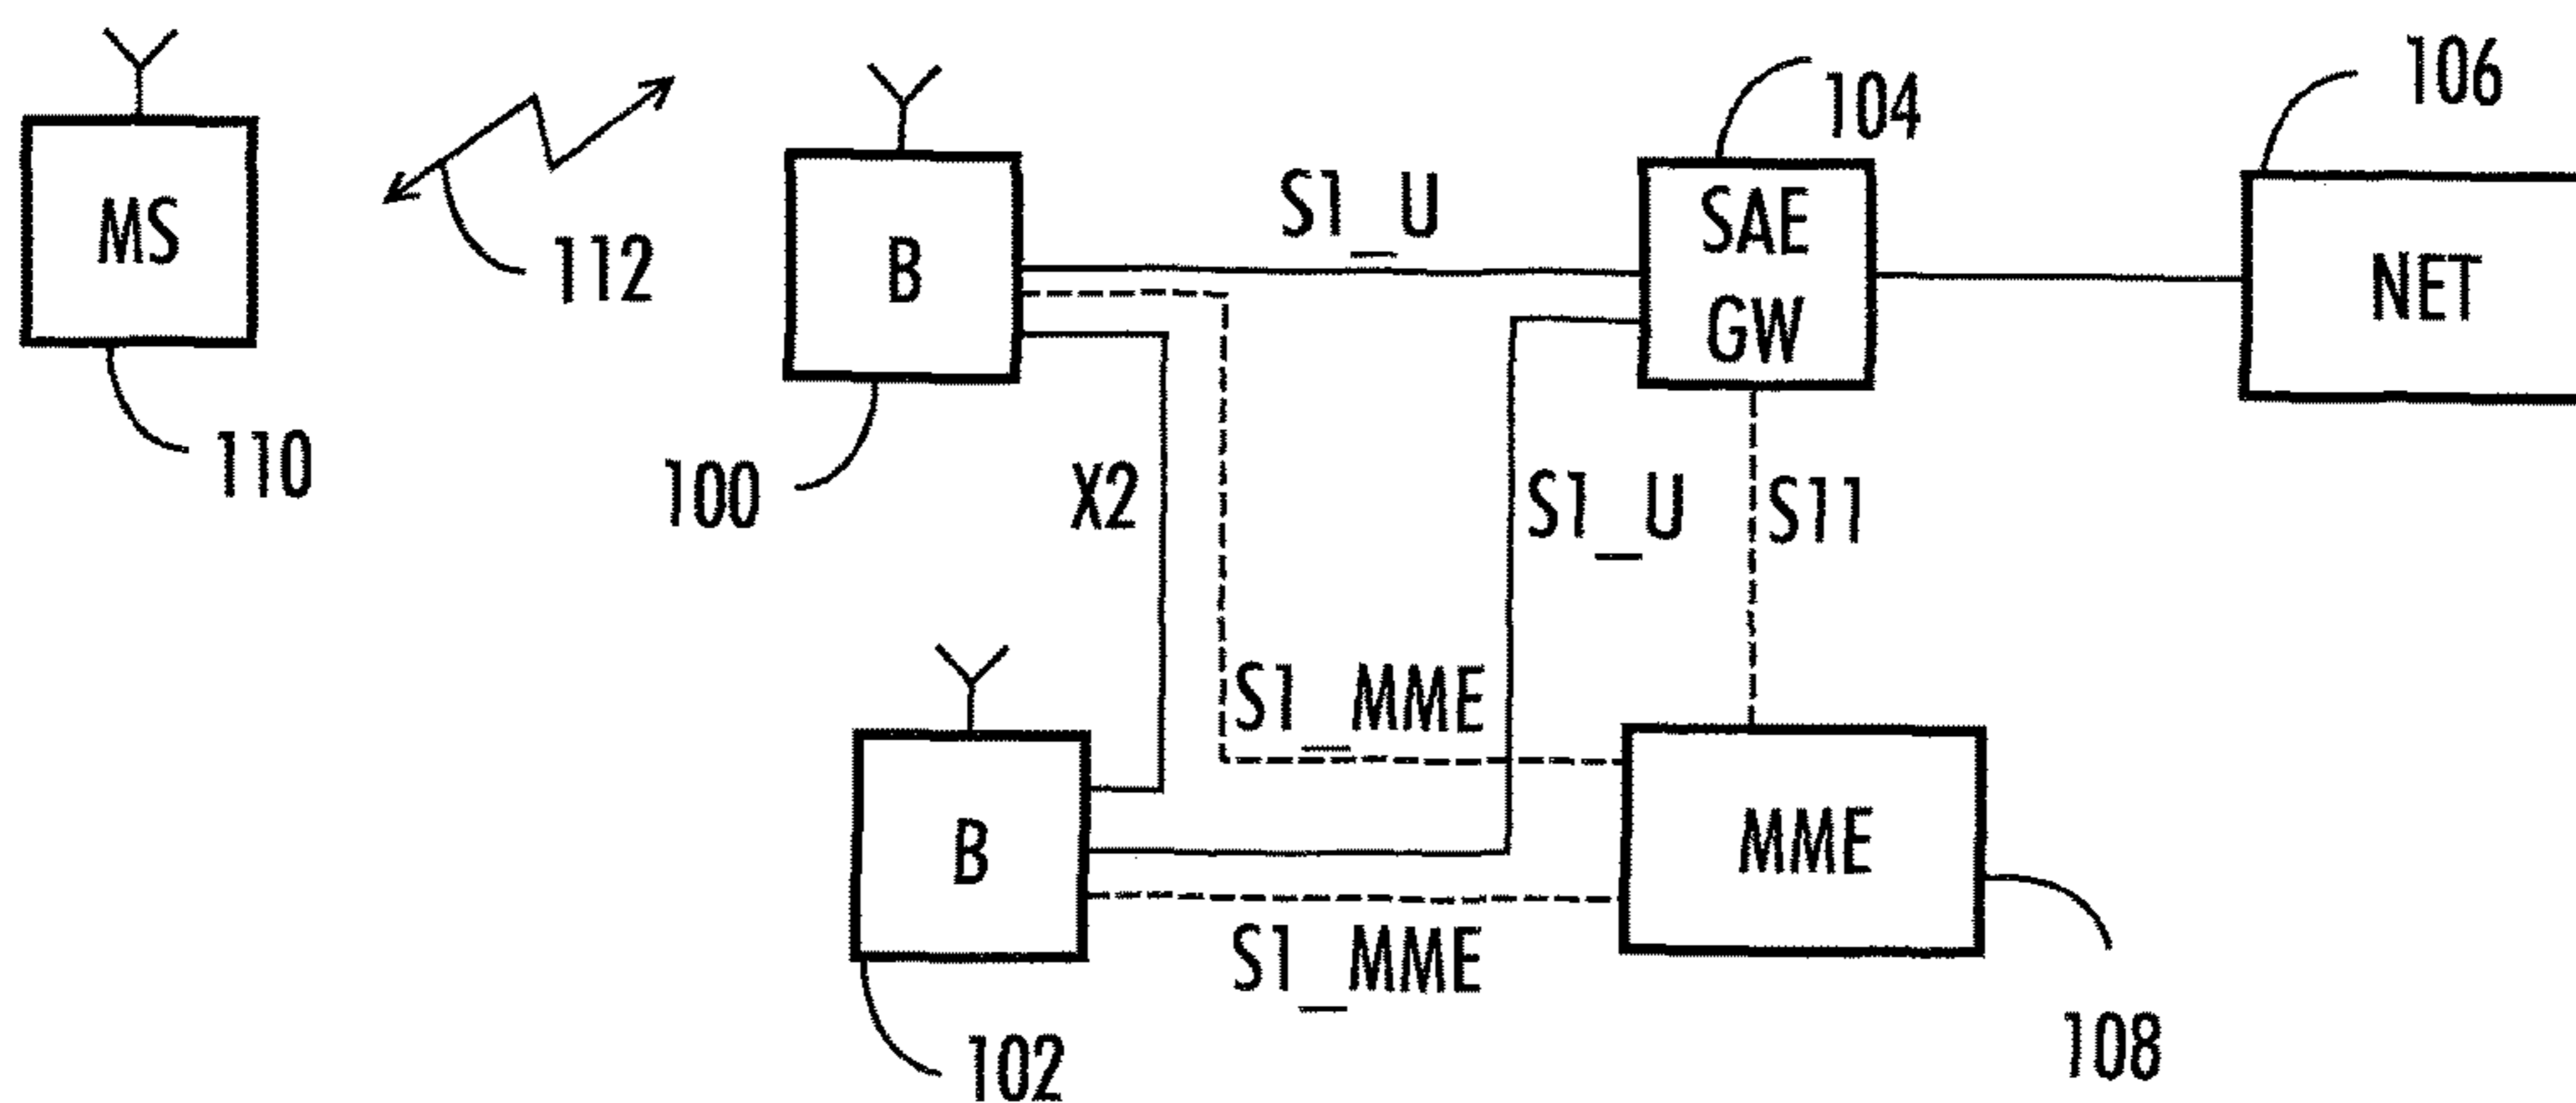 106
104
S1_U
SAE
GW
MS
B
112
NET
110
100
X2
S1_U
S11
S1_MME
B
MME
S1_MME
102
108